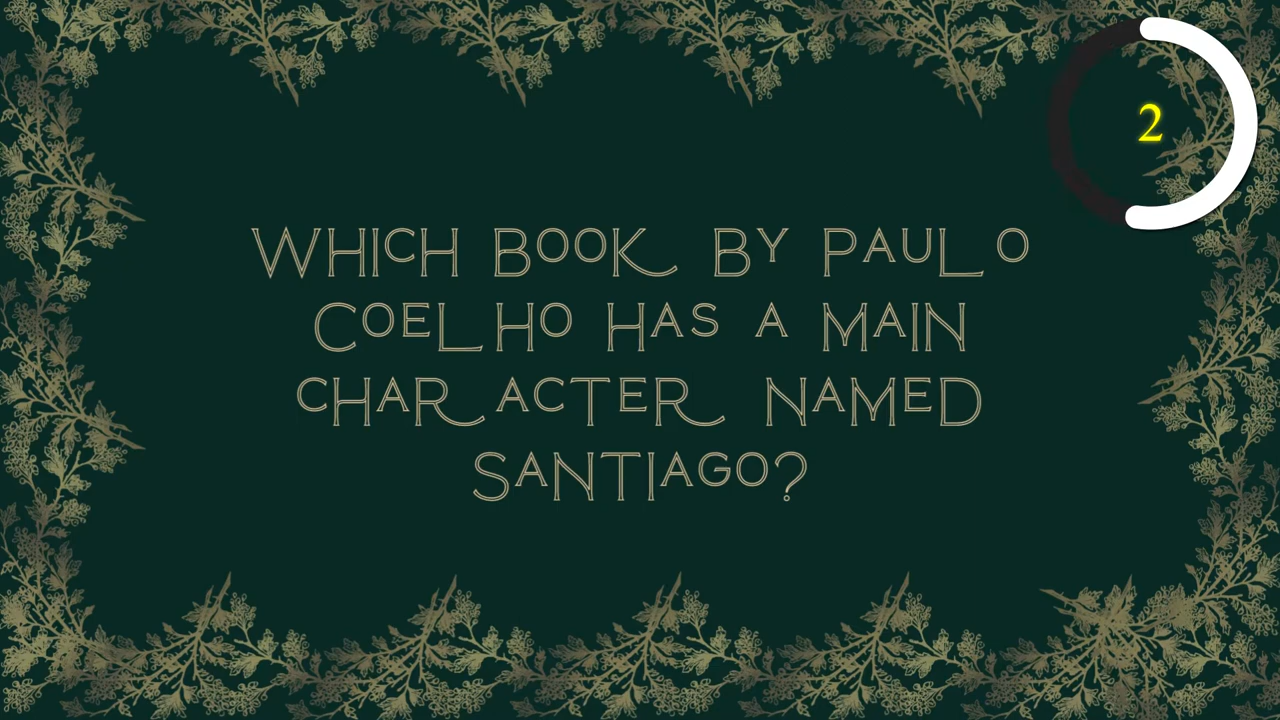 2
WHICH BOOK BY PAULO
COELHO HAS A MAIN
CHARACTER NAMED
SANTIAGO?